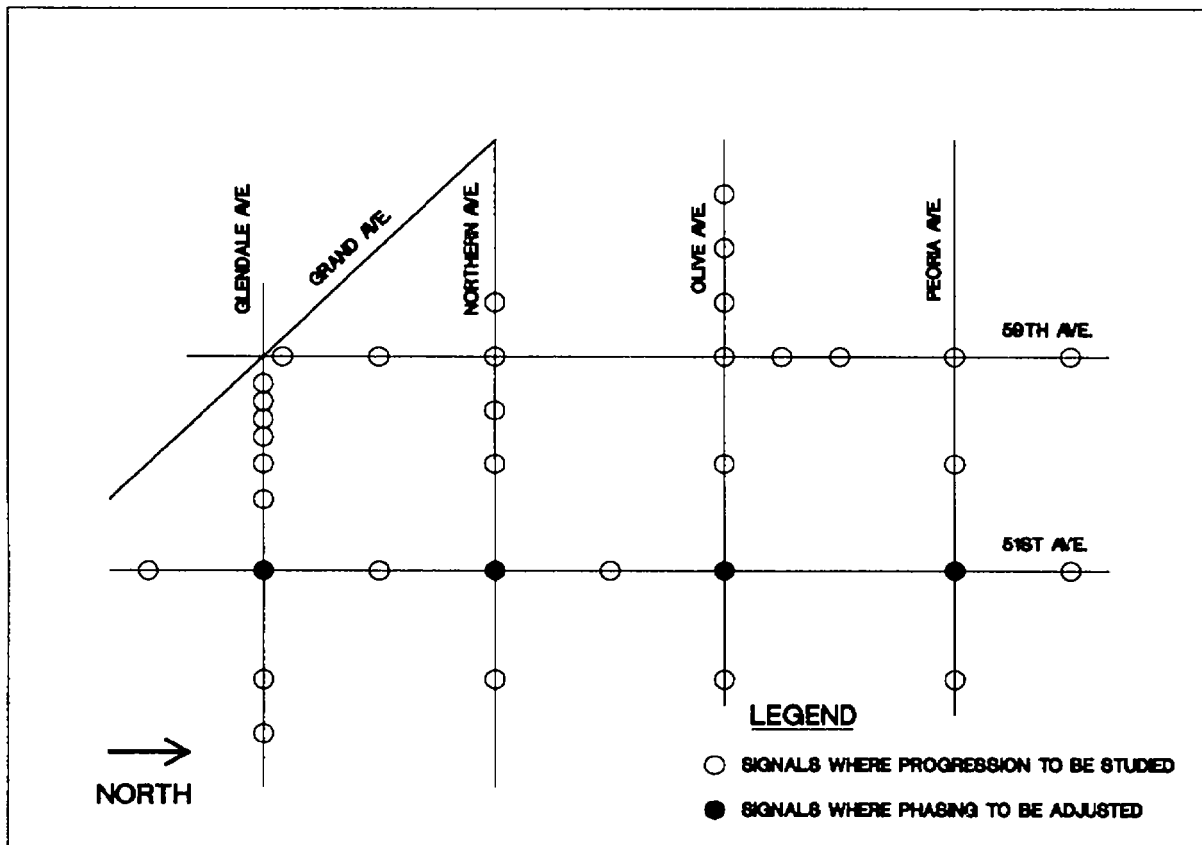 GLENDALE AVE.
GRAND AVE.
NORTHERN AVE.
OLIVE AVE.
PEORIA AVE.
59TH AVE.
51ST AVE.
LEGEND
SIGNALS WHERE PROGRESSION TO BE STUDIED
SIGNALS WHERE PHASING TO BE ADJUSTED
NORTH